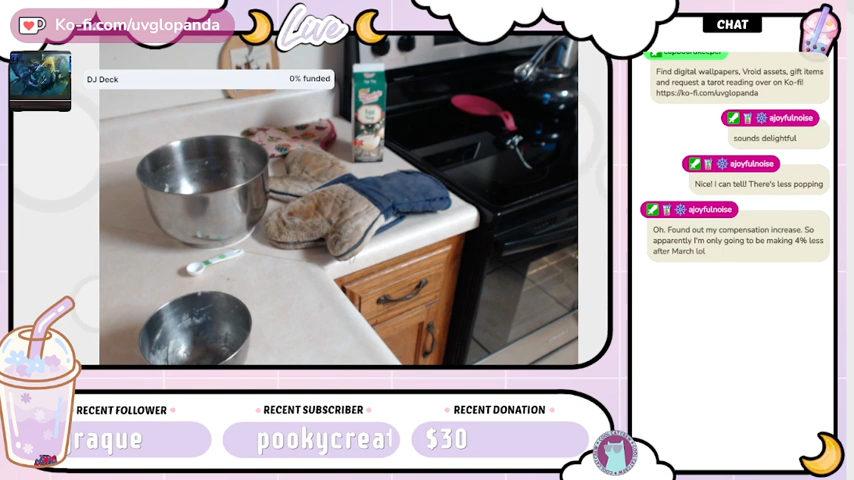 Ko-fi.com/uvglopanda
Live
DJ Deck
0% funded
CHAT
Find digital wallpapers, Vroid assets, gift items
and request a tarot reading over on Ko-fi!
https://ko-fi.com/uvglopanda
ajoyfulnoise
sounds delightful
ajoyfulnoise
Nice! I can tell! There's less popping
ajoyfulnoise
Oh. Found out my compensation increase. So
apparently I'm only going to be making 4% less
after March lol
RECENT FOLLOWER
raque
RECENT SUBSCRIBER
pookycreat
RECENT DONATION
$30